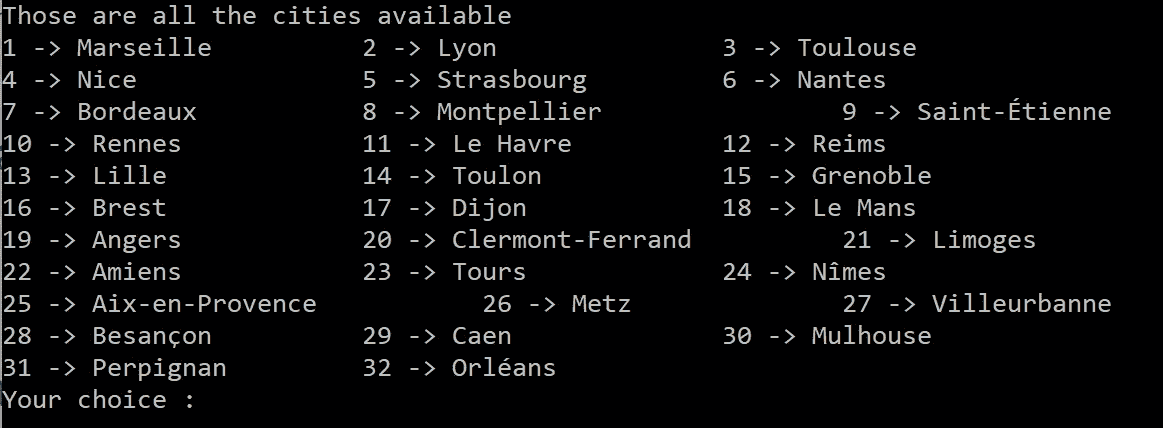 Those are all the cities available
1 -> Marseille 2 -> Lyon 3 -> Toulouse
4 -> Nice 5 -> Strasbourg 6 -> Nantes
7 -> Bordeaux 8 -> Montpellier 9 -> Saint-Étienne
10 -> Rennes 11 -> Le Havre 12 -> Reims
13 -> Lille 14 -> Toulon 15 -> Grenoble
16 -> Brest 17 -> Dijon 18 -> Le Mans
19 -> Angers 20 -> Clermont-Ferrand 21 -> Limoges
22 -> Amiens 23 -> Tours 24 -> Nîmes
25 -> Aix-en-Provence 26 -> Metz 27 -> Villeurbanne
28 -> Besançon 29 -> Caen 30 -> Mulhouse
31 -> Perpignan 32 -> Orléans
Your choice :